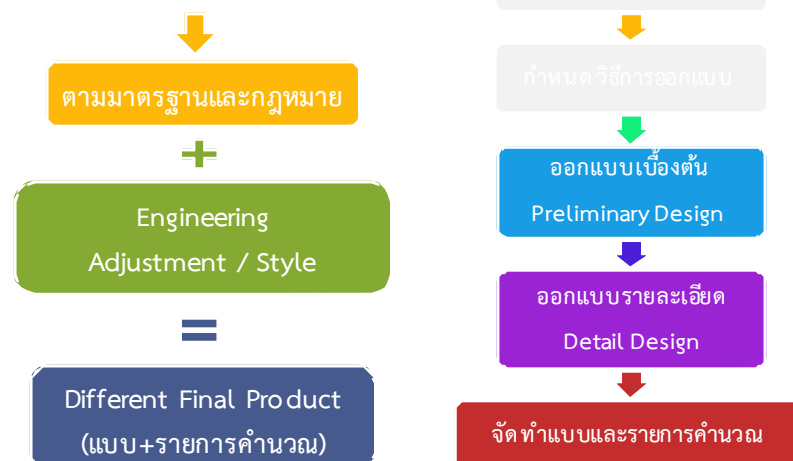 ตามมาตรฐานและกฎหมาย
+
Engineering
Adjustment / Style
=
Different Final Product
(แบบ+รายการคำนวณ)
กำหนด วิธีการออกแบบ
ออกแบบเบื้องต้น
Preliminary Design
ออกแบบรายละเอียด
Detail Design
จัดทำแบบและรายการคำนวณ